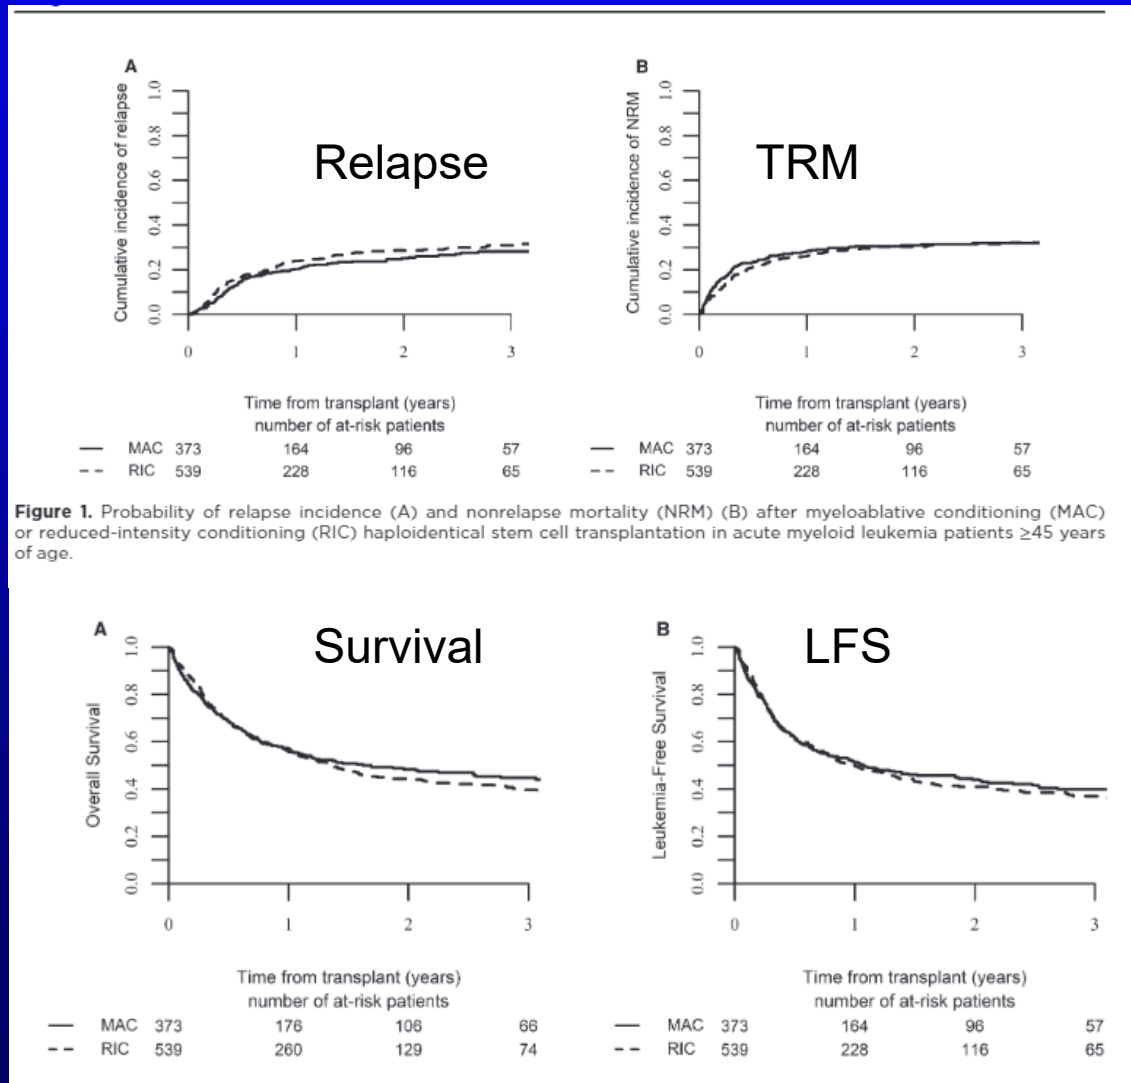 A
Cumulative incidence of relapse
1.0
0.8
0.6
0.4
0.2
0.0
Relapse
0 1 2 3
Time from transplant (years)
number of at-risk patients
MAC 373 164 96 57
RIC 539 228 116 65
B
Cumulative incidence of NRM
1.0
0.8
0.6
0.4
0.2
0.0
TRM
0 1 2 3
Time from transplant (years)
number of at-risk patients
MAC 373 164 96 57
RIC 539 228 116 65
Figure 1. Probability of relapse incidence (A) and nonrelapse mortality (NRM) (B) after myeloablative conditioning (MAC)
or reduced-intensity conditioning (RIC) haploidentical stem cell transplantation in acute myeloid leukemia patients ≥45 years
of age.
A
Overall Survival
1.0
0.8
0.6
0.4
0.2
0.0
Survival
0 1 2 3
Time from transplant (years)
number of at-risk patients
MAC 373 176 106 66
RIC 539 260 129 74
B
Leukemia-Free Survival
1.0
0.8
0.6
0.4
0.2
0.0
LFS
0 1 2 3
Time from transplant (years)
number of at-risk patients
MAC 373 164 96 57
RIC 539 228 116 65